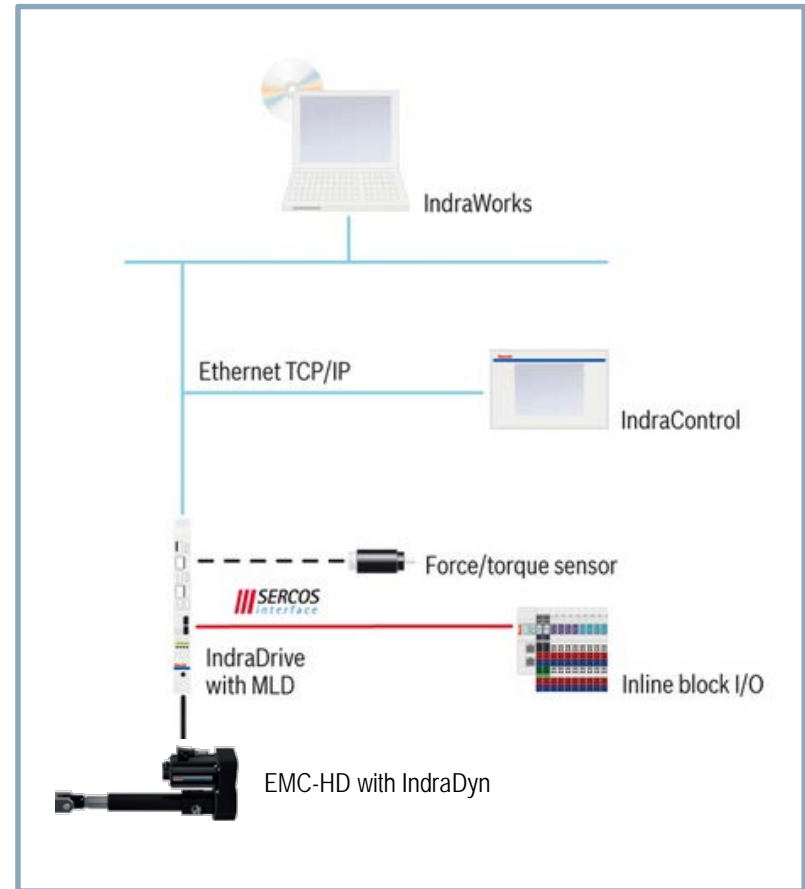 IndraWorks
Ethernet TCP/IP
IndraControl
Force/torque sensor
SERCOS
interface
IndraDrive
with MLD
Inline block I/O
EMC-HD with IndraDyn